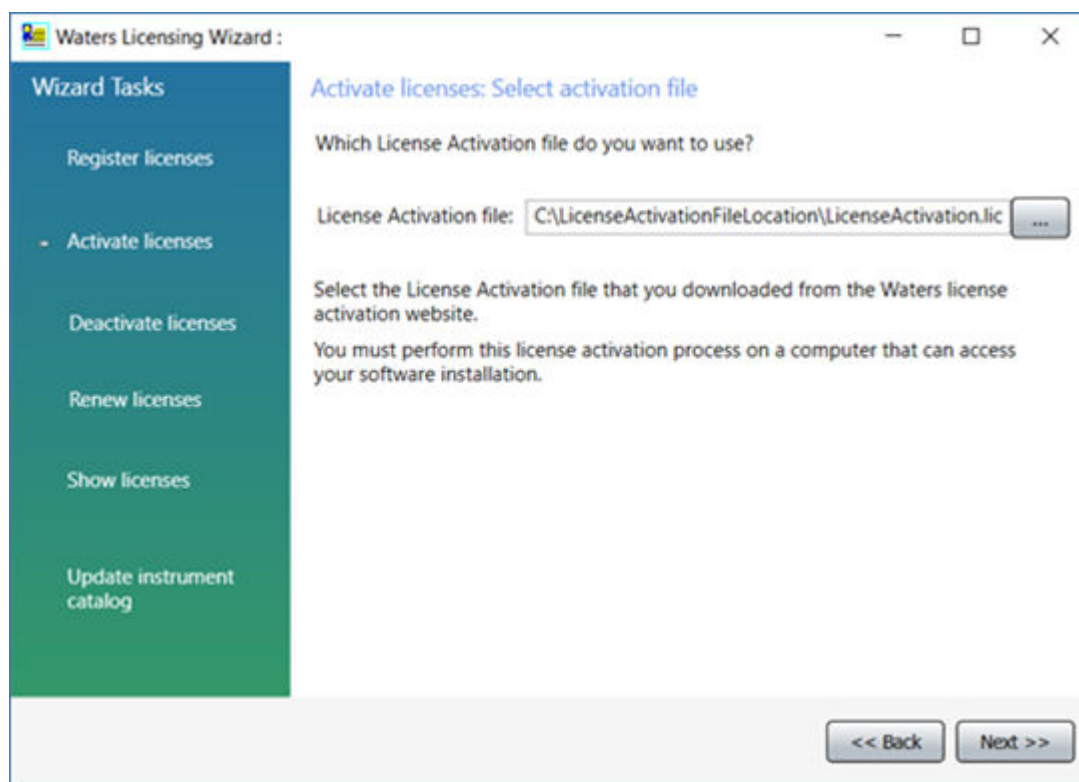 Waters Licensing Wizard :
Wizard Tasks
Register licenses
- Activate licenses
Deactivate licenses
Renew licenses
Show licenses
Update instrument
catalog
Activate licenses: Select activation file
Which License Activation file do you want to use?
License Activation file: C:\LicenseActivationFileLocation\LicenseActivation.lic ...
Select the License Activation file that you downloaded from the Waters license
activation website.
You must perform this license activation process on a computer that can access
your software installation.
<< Back Next >>